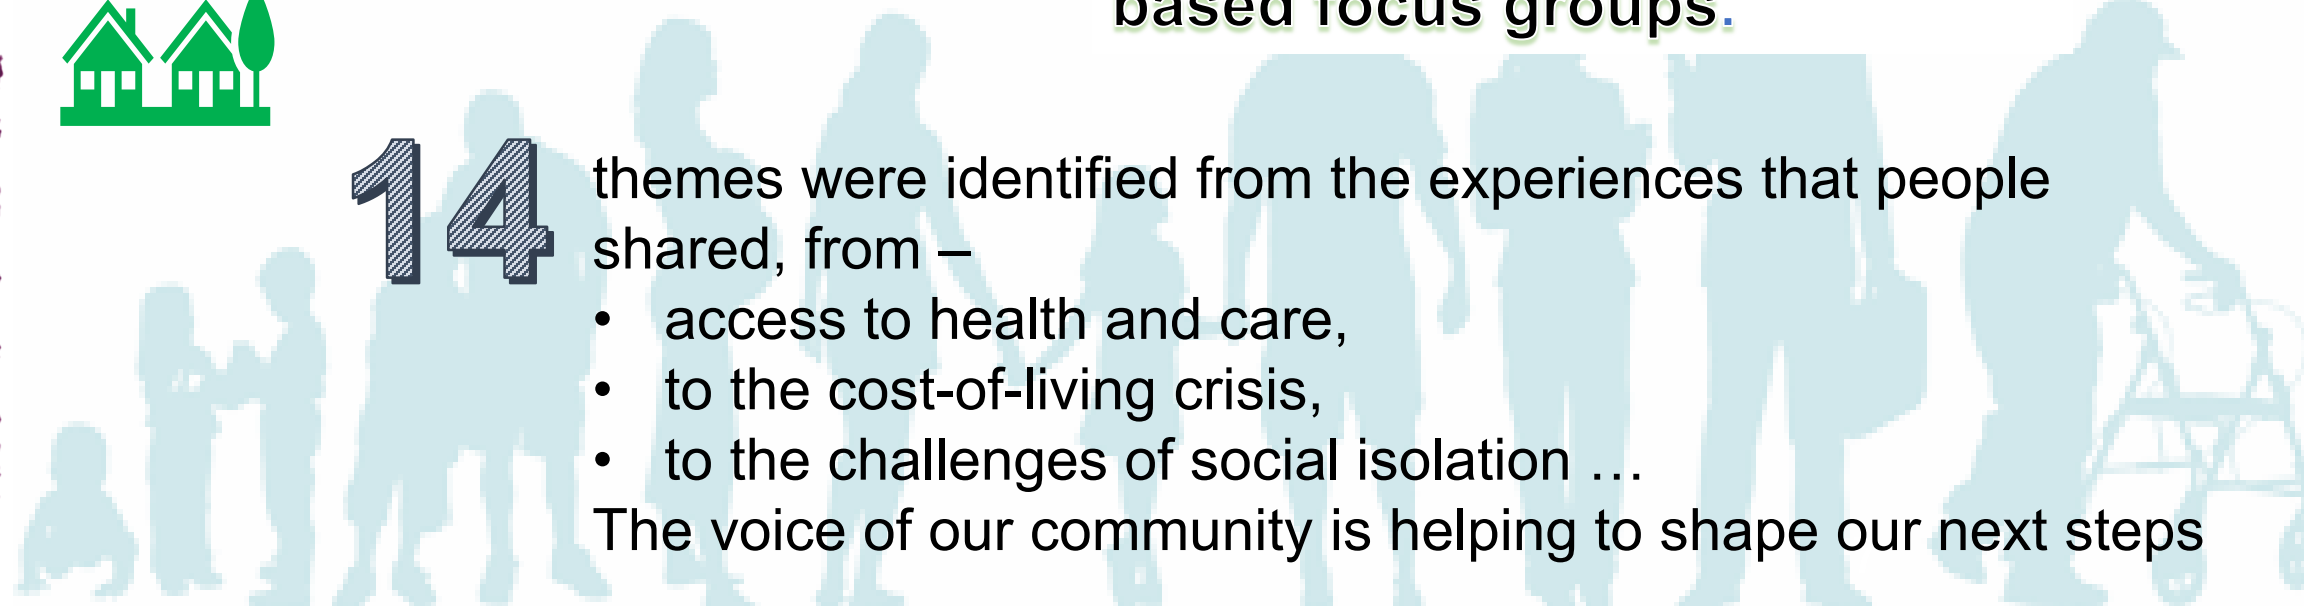 based focus groups.
14 themes were identified from the experiences that people
shared, from –
• access to health and care,
• to the cost-of-living crisis,
• to the challenges of social isolation …
The voice of our community is helping to shape our next steps